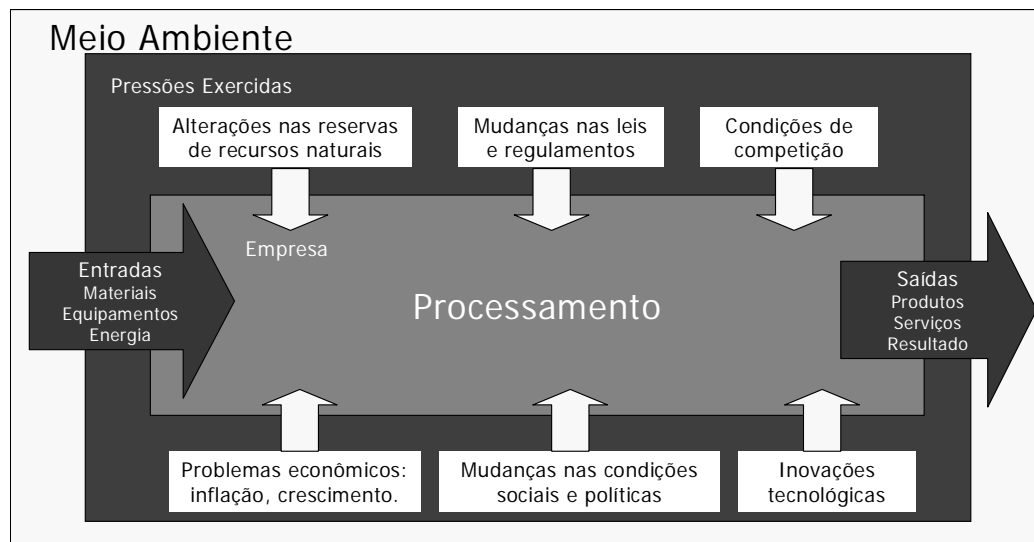 Meio Ambiente
Pressões Exercidas
Alterações nas reservas
de recursos naturais
Mudanças nas leis
e regulamentos
Condições de
competição
Empresa
Entradas
Materiais
Equipamentos
Energia
Processamento
Saídas
Produtos
Serviços
Resultado
Problemas econômicos:
inflação, crescimento.
Mudanças nas condições
sociais e políticas
Inovações
tecnológicas